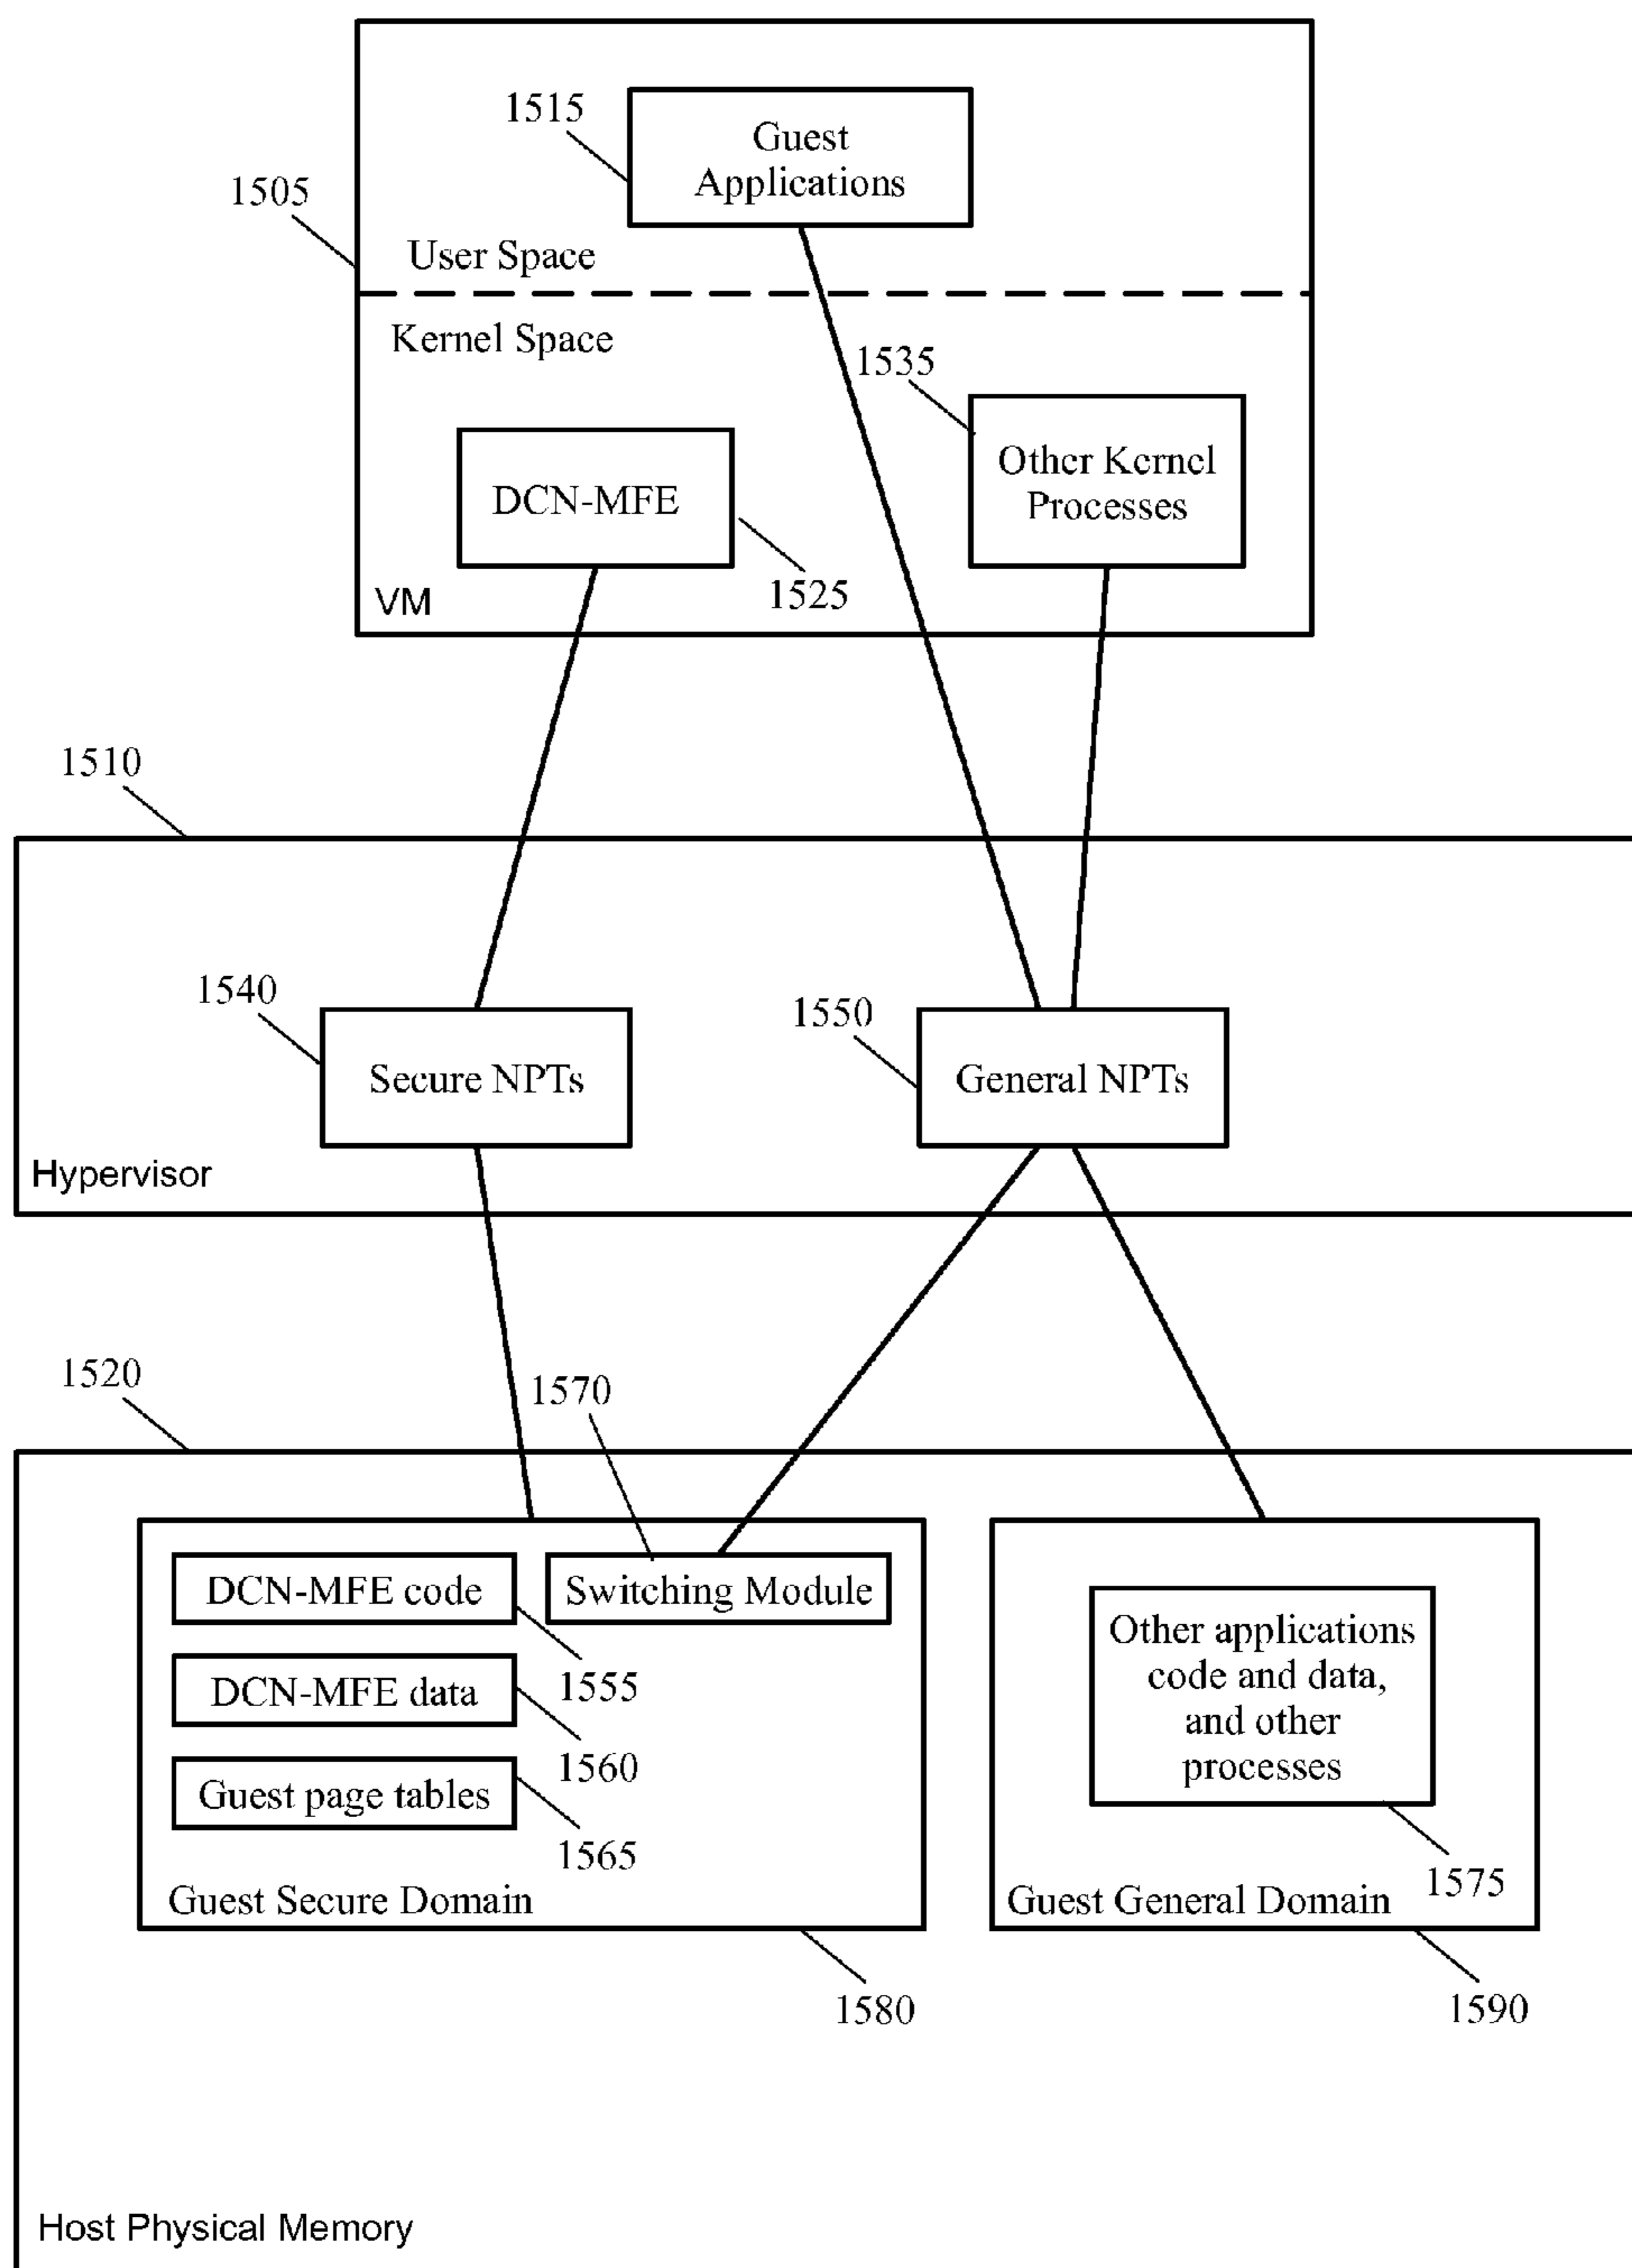 1515
Guest
Applications
1505
User Space
Kernel Space
1535
Other Kernel
Processes
DCN-MFE
1525
VM
1510
1540
1550
Secure NPTs
General NPTs
Hypervisor
1520
1570
DCN-MFE code
Switching Module
1555
DCN-MFE data
1560
Guest page tables
1565
Guest Secure Domain
1580
Other applications
code and data,
and other
processes
1575
Guest General Domain
1590
Host Physical Memory